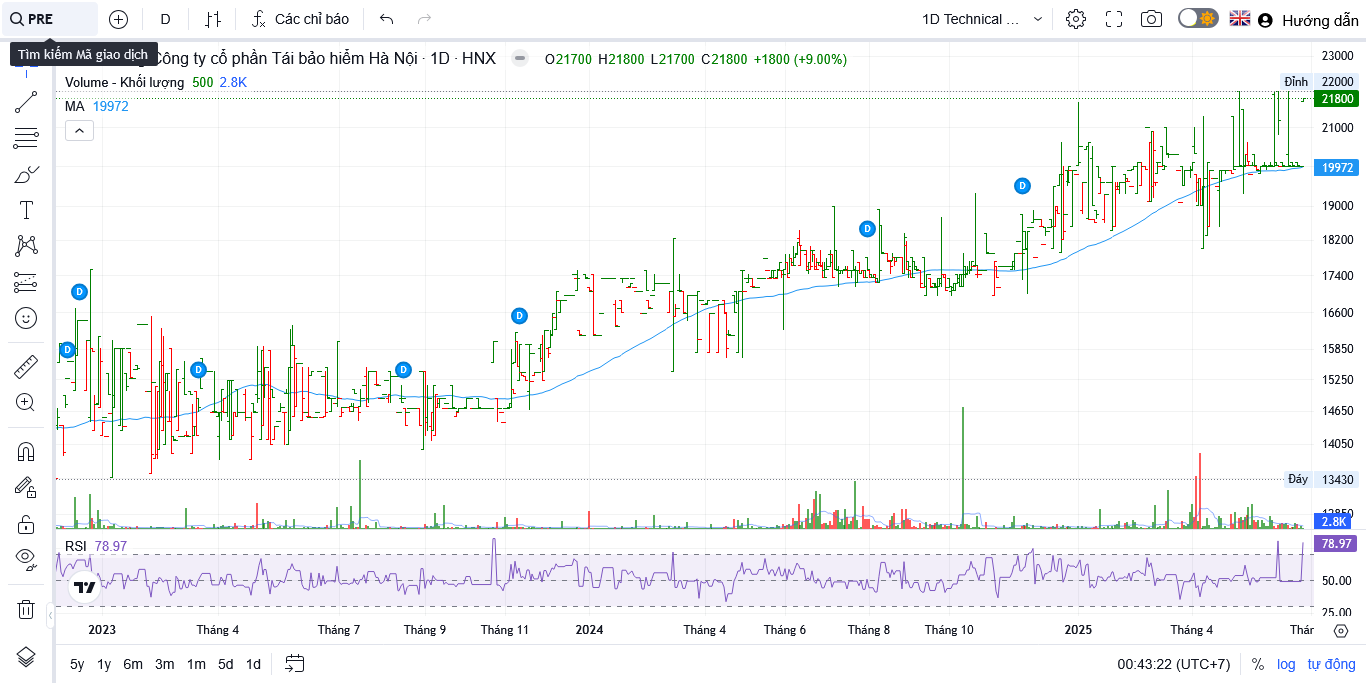 PRE
D
Các chỉ báo
1D Technical ...
Hướng dẫn
Tìm kiếm Mã giao dịch
Công ty cổ phần Tái bảo hiểm Hà Nội · 1D · HNX
O21700 H21800 L21700 C21800 +1800 (+9.00%)
Volume - Khối lượng 500 2.8K
MA 19972
23000
Đỉnh 22000
21800
21000
19972
19000
18200
17400
16600
15850
15250
14650
14050
Đáy 13430
12850
2.8K
D
D
D
D
D
D
D
RSI 78.97
78.97
50.00
25.00
2023
Tháng 4
Tháng 7
Tháng 9
Tháng 11
2024
Tháng 4
Tháng 6
Tháng 8
Tháng 10
2025
Tháng 4
Thár
5y 1y 6m 3m 1m 5d 1d
00:43:22 (UTC+7)
% log tự động